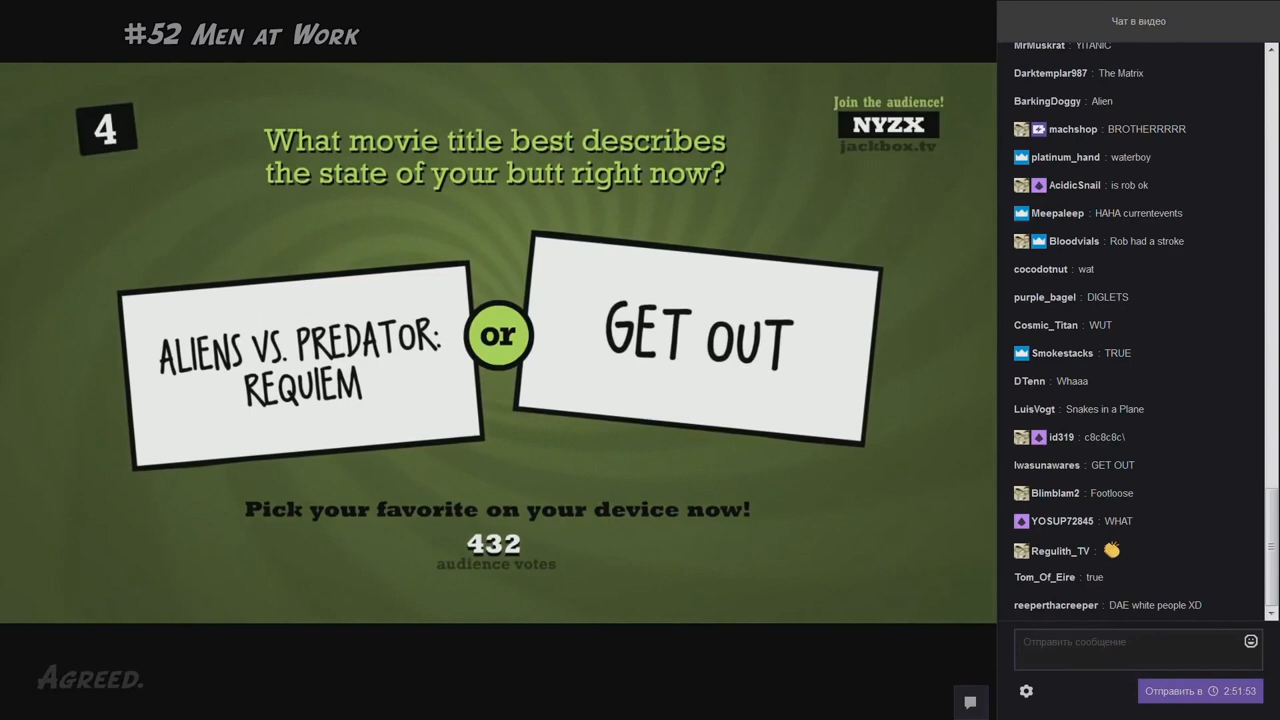 #52 Men at Work
4
What movie title best describes
the state of your butt right now?
Join the audience!
NYZX
jackbox.tv
ALIENS VS. PREDATOR:
REQUIEM
or
GET OUT
Pick your favorite on your device now!
432
audience votes
Agreed.
Чат в видео
MrMuskrat : YITANIC
Darktemplar987 : The Matrix
BarkingDoggy : Alien
machshop : BROTHERRRRR
platinum_hand : waterboy
AcidicSnail : is rob ok
Meepaleep : HAHA currentevents
Bloodvials : Rob had a stroke
cocodotnut : wat
purple_bagel : DIGLETS
Cosmic_Titan : WUT
Smokestacks : TRUE
DTenn : Whaaa
LuisVogt : Snakes in a Plane
id319 : c8c8c8c\
Iwasunawares : GET OUT
Blimblam2 : Footloose
YOSUP72845 : WHAT
Regulith_TV : 👏
Tom_Of_Eire : true
reeperthacreeper : DAE white people XD
Отправить сообщение
Отправить в 2:51:53